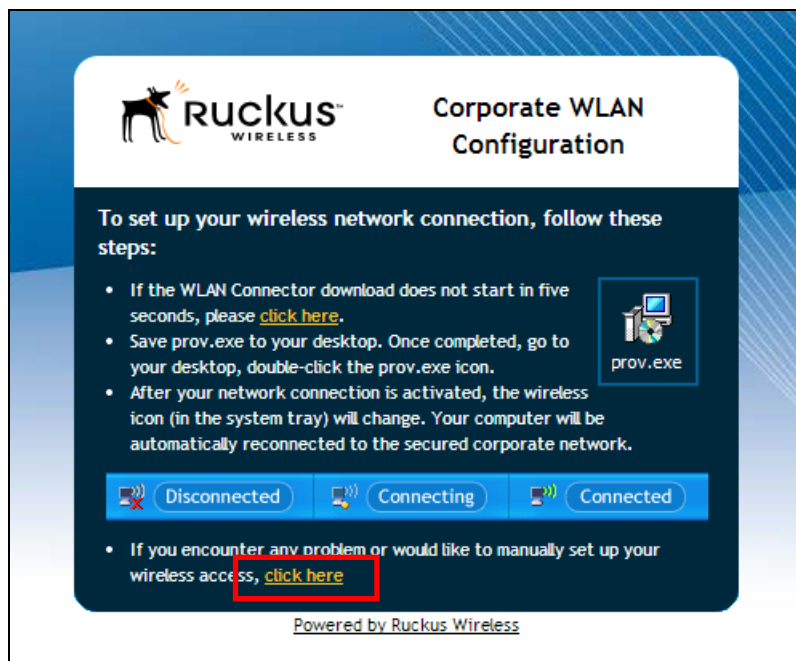 Ruckus™
WIRELESS
Corporate WLAN
Configuration
To set up your wireless network connection, follow these
steps:
• If the WLAN Connector download does not start in five
seconds, please click here.
• Save prov.exe to your desktop. Once completed, go to
your desktop, double-click the prov.exe icon.
prov.exe
• After your network connection is activated, the wireless
icon (in the system tray) will change. Your computer will be
automatically reconnected to the secured corporate network.
Disconnected Connecting Connected
• If you encounter any problem or would like to manually set up your
wireless access, click here
Powered by Ruckus Wireless